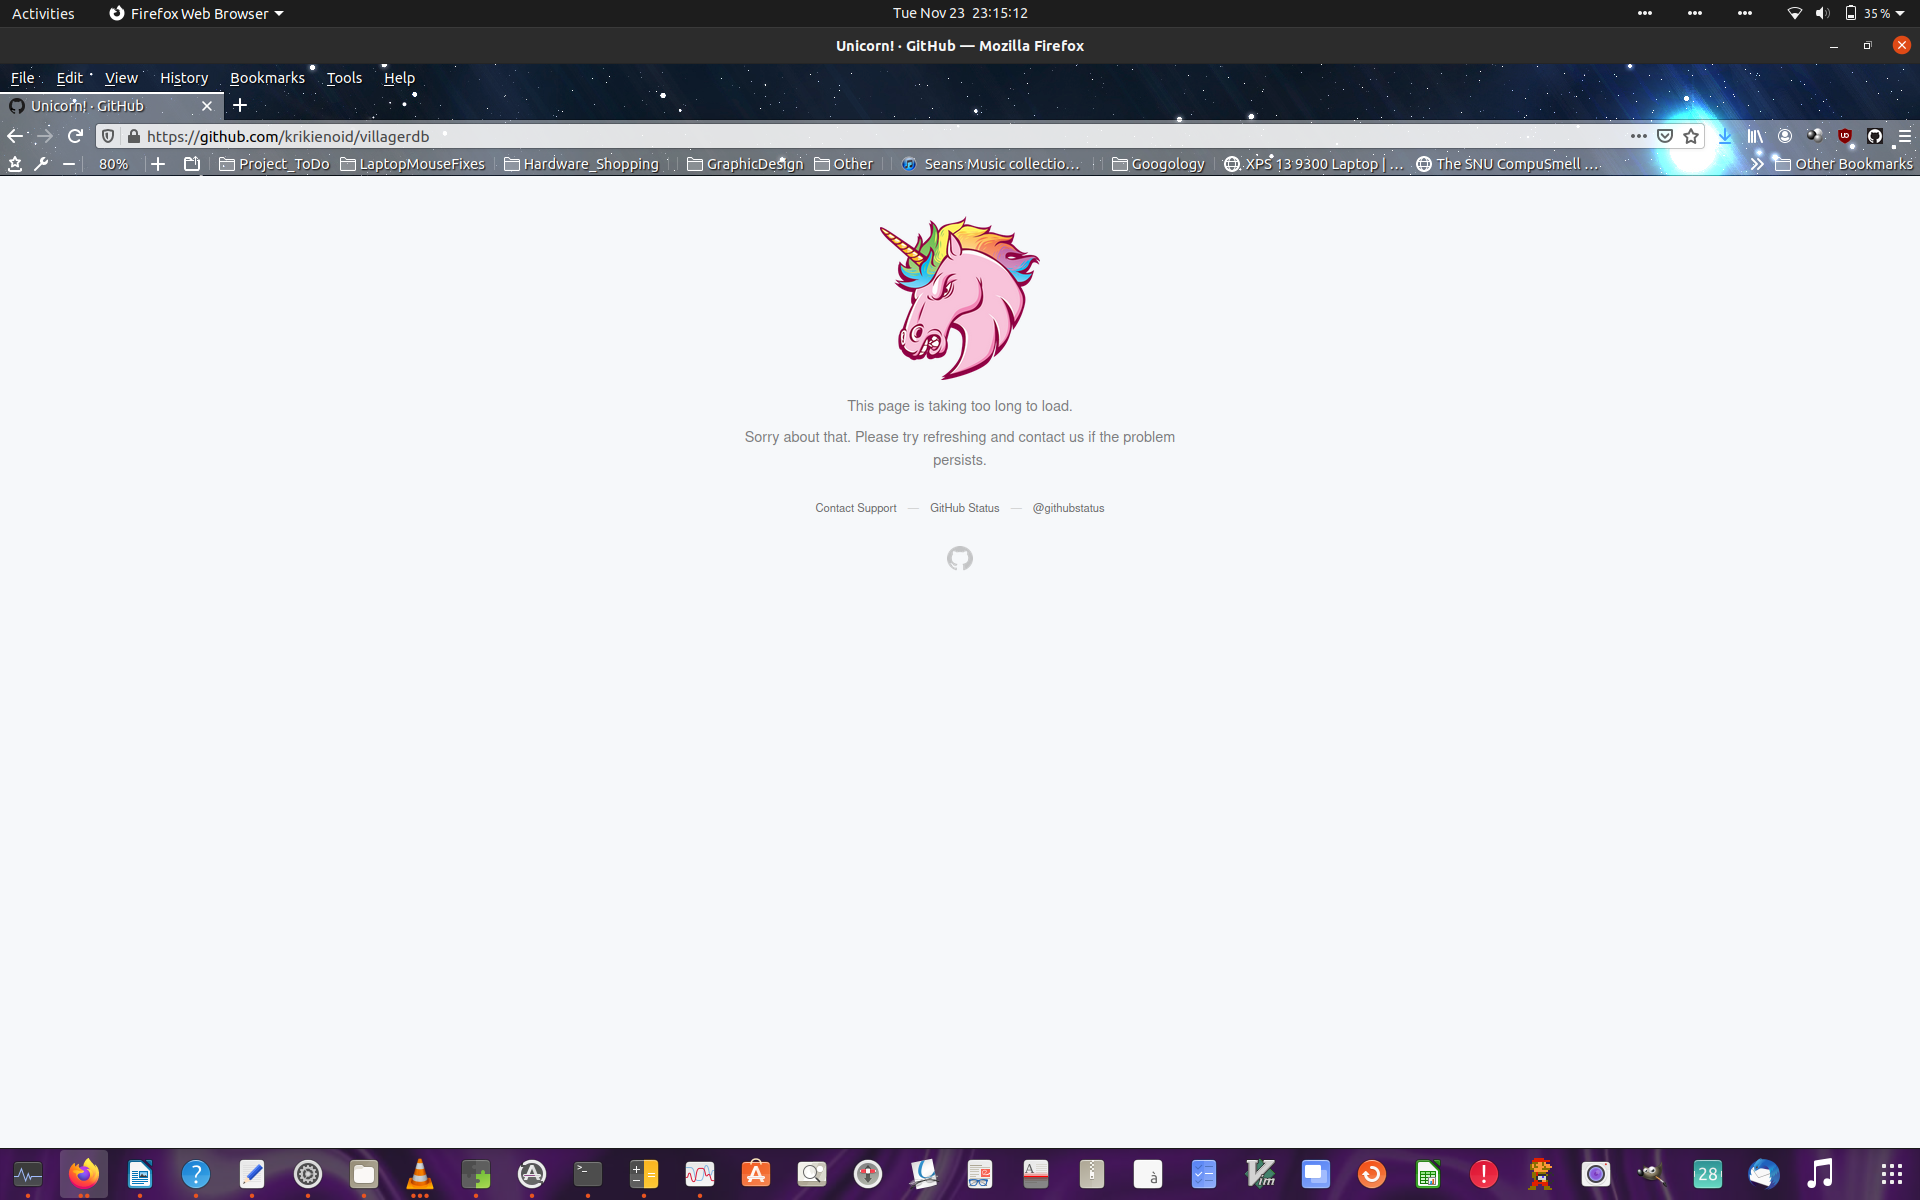 Activities Firefox Web Browser Tue Nov 23 23:15:12 35 %
Unicorn! · GitHub — Mozilla Firefox
File Edit View History Bookmarks Tools Help
Unicorn! · GitHub
https://github.com/krikienoid/villagerdb
80% Project_ToDo LaptopMouseFixes Hardware_Shopping GraphicDesign Other Seans Music collectio… Googology XPS 13 9300 Laptop | … The SNU CompuSmell … Other Bookmarks
This page is taking too long to load.
Sorry about that. Please try refreshing and contact us if the problem
persists.
Contact Support — GitHub Status — @githubstatus
28